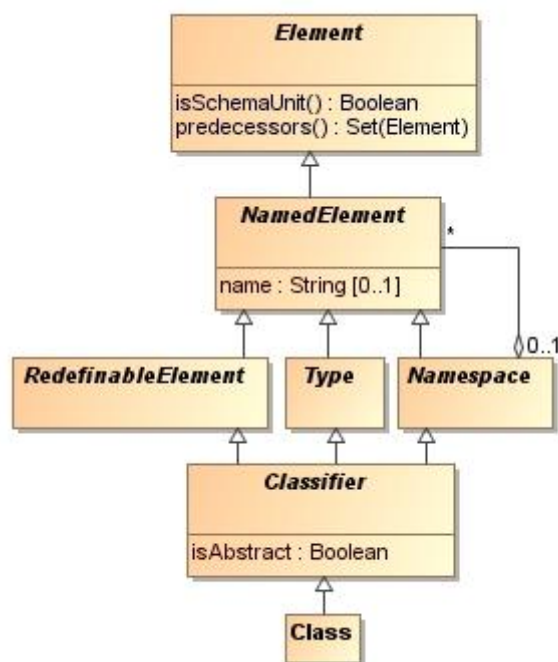 Element
isSchemaUnit() : Boolean
predecessors() : Set(Element)
NamedElement
*
name : String [0..1]
0..1
RedefinableElement
Type
Namespace
Classifier
isAbstract : Boolean
Class